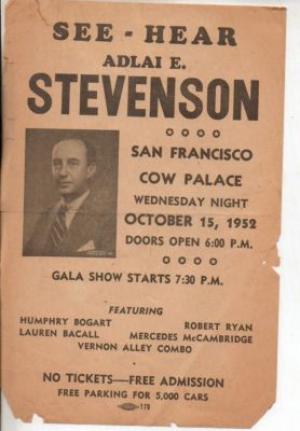 SEE - HEAR
ADLAI E.
STEVENSON
SAN FRANCISCO
COW PALACE
WEDNESDAY NIGHT
OCTOBER 15, 1952
DOORS OPEN 6:00 P.M.
GALA SHOW STARTS 7:30 P.M.
FEATURING
HUMPHRY BOGART ROBERT RYAN
LAUREN BACALL MERCEDES McCAMBRIDGE
VERNON ALLEY COMBO
NO TICKETS—FREE ADMISSION
FREE PARKING FOR 5,000 CARS